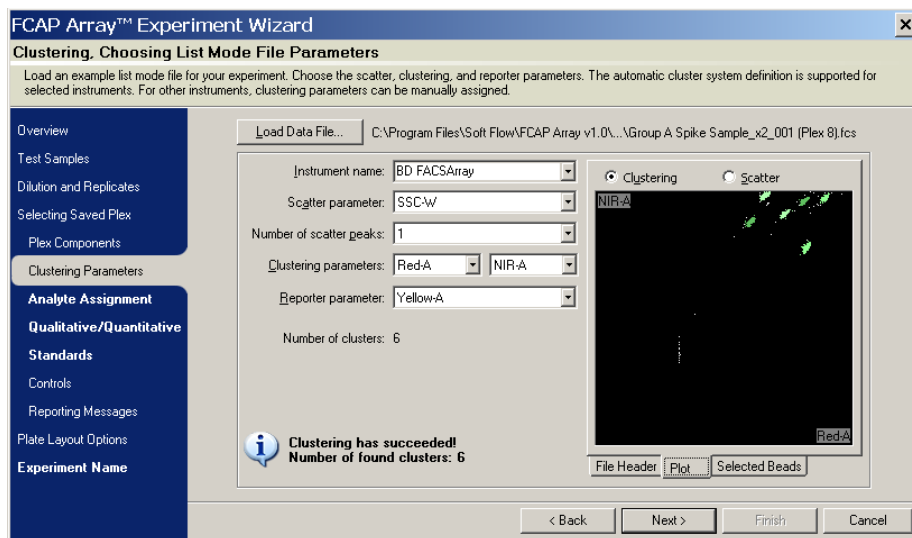 FCAP Array™ Experiment Wizard
Clustering, Choosing List Mode File Parameters
Load an example list mode file for your experiment. Choose the scatter, clustering, and reporter parameters. The automatic cluster system definition is supported for
selected instruments. For other instruments, clustering parameters can be manually assigned.
Overview
Test Samples
Dilution and Replicates
Selecting Saved Plex
Plex Components
Clustering Parameters
Analyte Assignment
Qualitative/Quantitative
Standards
Controls
Reporting Messages
Plate Layout Options
Experiment Name
Load Data File... C:\Program Files\Soft Flow\FCAP Array v1.0\...\Group A Spike Sample_x2_001 (Plex 8).fcs
Instrument name: BD FACSArray
Scatter parameter: SSC-W
Number of scatter peaks: 1
Clustering parameters: Red-A NIR-A
Reporter parameter: Yellow-A
Number of clusters: 6
Clustering has succeeded!
Number of found clusters: 6
Clustering Scatter
NIR-A
Red-A
File Header Plot Selected Beads
< Back Next > Finish Cancel